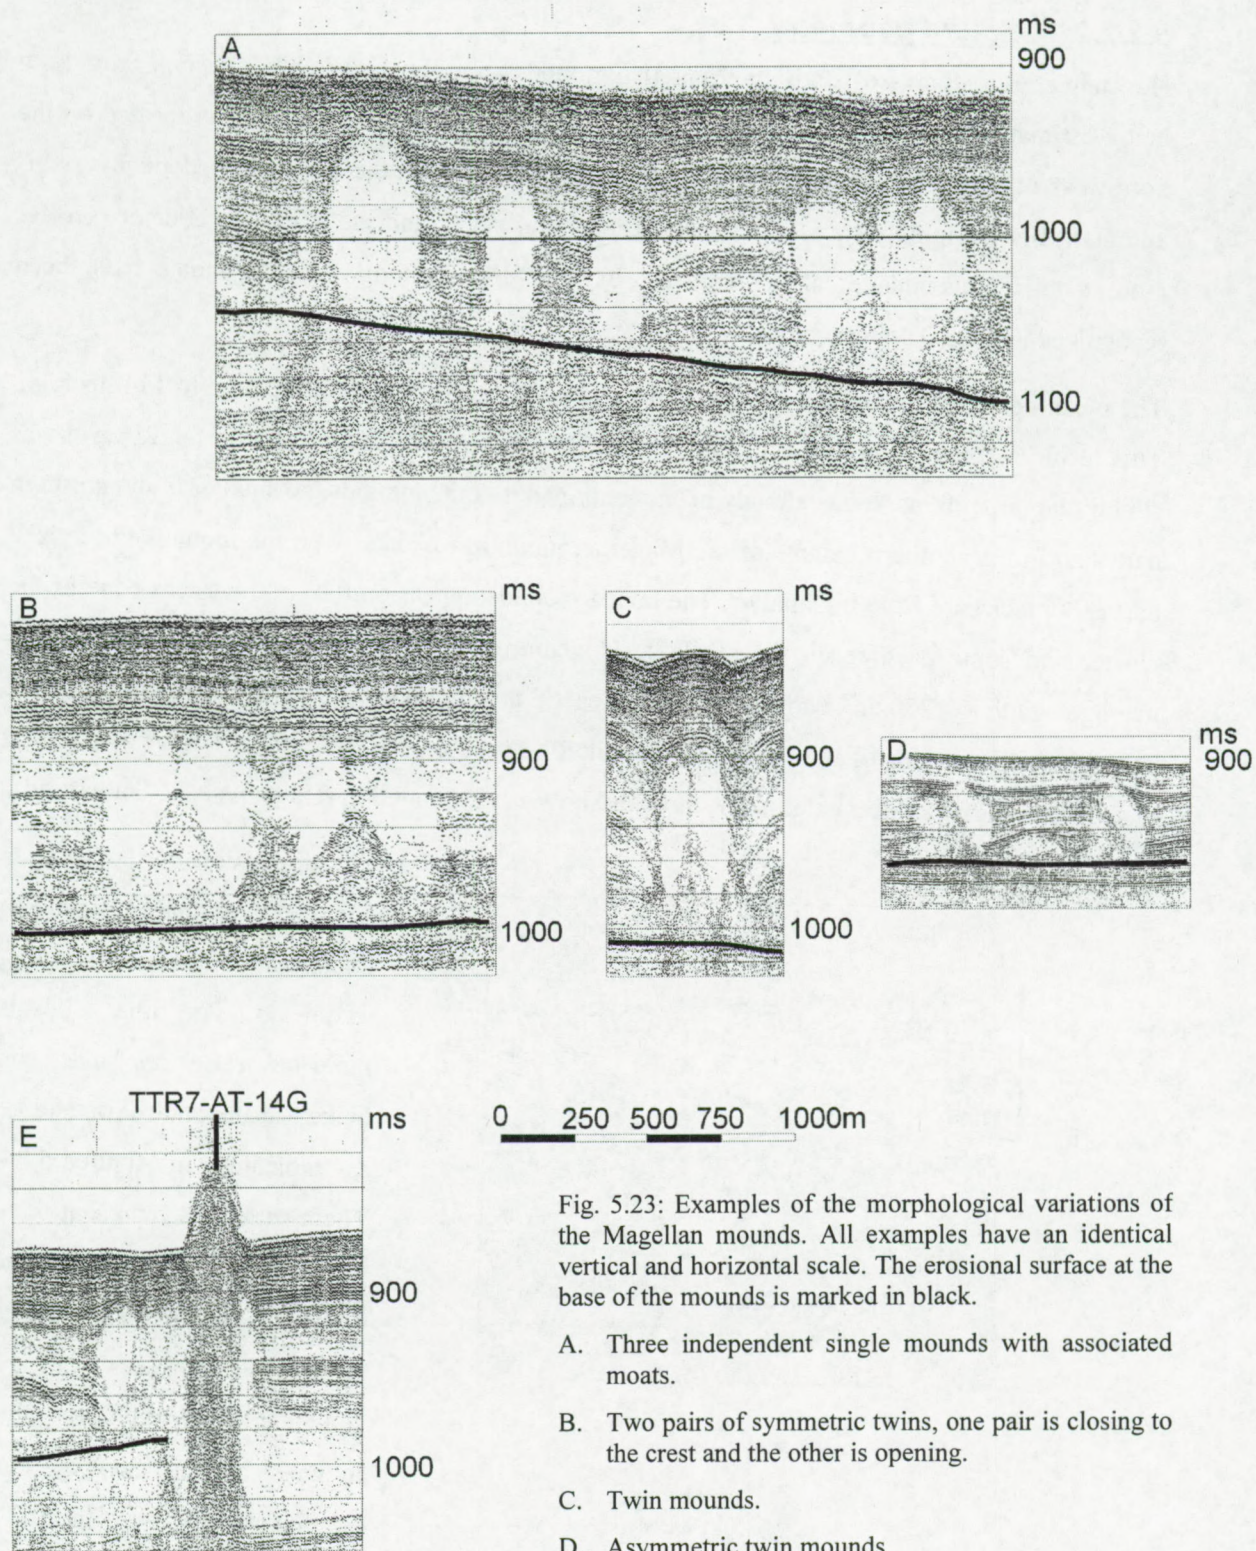 A
ms
900
1000
1100
B
ms
900
1000
C
ms
900
1000
D
ms
900
TTR7-AT-14G
E
ms
900
1000
0 250 500 750 1000m
Fig. 5.23: Examples of the morphological variations of
the Magellan mounds. All examples have an identical
vertical and horizontal scale. The erosional surface at the
base of the mounds is marked in black.
A. Three independent single mounds with associated
moats.
B. Two pairs of symmetric twins, one pair is closing to
the crest and the other is opening.
C. Twin mounds.
D. Asymmetric twin mounds